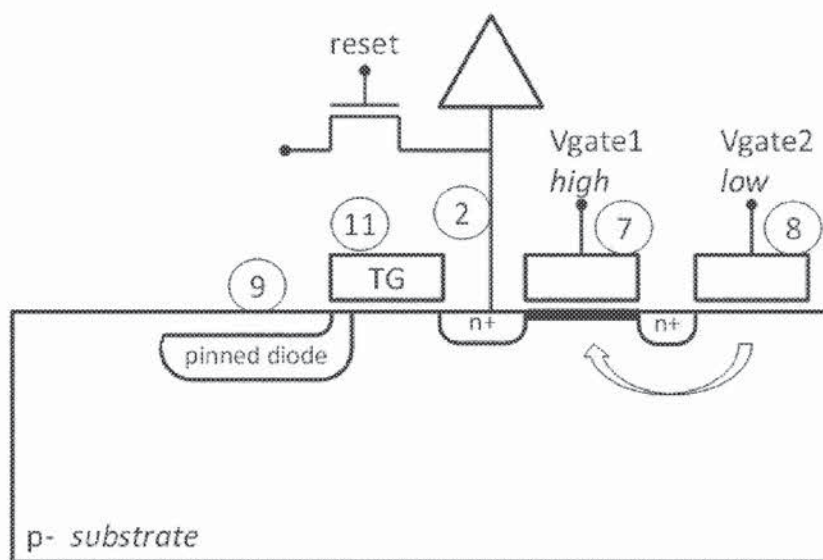 reset
Vgate1
high
Vgate2
low
2
7
8
11
9
TG
n+
n+
pinned diode
p- substrate